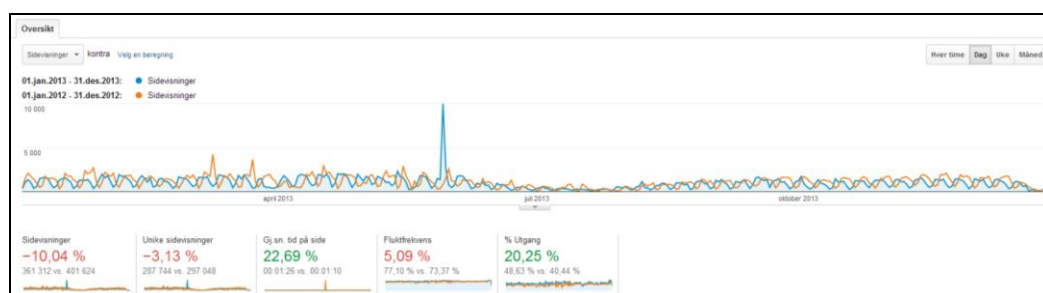 Oversikt
Sidevisninger kontra Velg en beregning Hver time Dag Uke Måned
01.jan.2013 - 31.des.2013: Sidevisninger
01.jan.2012 - 31.des.2012: Sidevisninger
10 000
5 000
april 2013 juli 2013 oktober 2013
Sidevisninger Unike sidevisninger Gj.sn. tid på side Fluktfrekvens % Utgang
−10,04 % −3,13 % 22,69 % 5,09 % 20,25 %
361 312 vs. 401 624 287 744 vs. 297 048 00:01:26 vs. 00:01:10 77,10 % vs. 73,37 % 48,63 % vs. 40,44 %